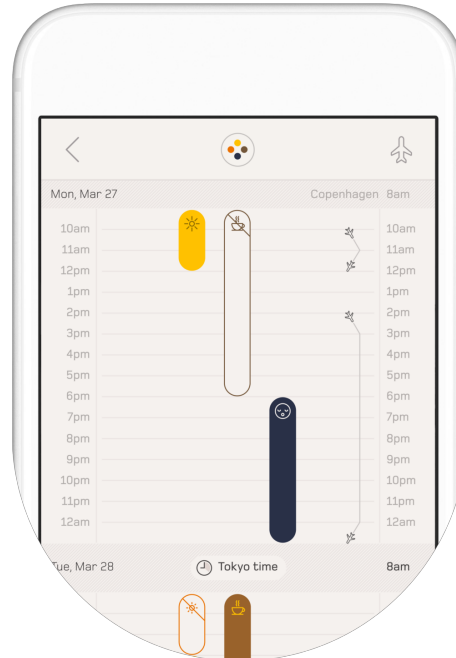 Mon, Mar 27 Copenhagen 8am
10am 10am
11am 11am
12pm 12pm
1pm 1pm
2pm 2pm
3pm 3pm
4pm 4pm
5pm 5pm
6pm 6pm
7pm 7pm
8pm 8pm
9pm 9pm
10pm 10pm
11pm 11pm
12am 12am
Tue, Mar 28 Tokyo time 8am